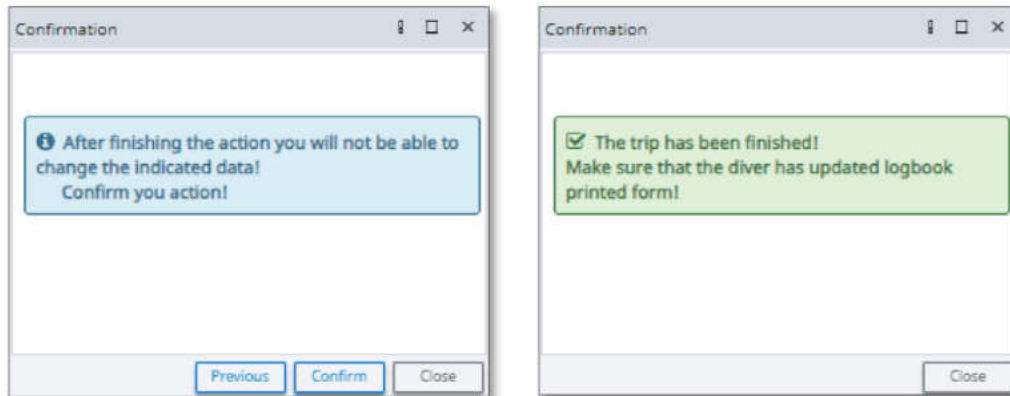 Confirmation
After finishing the action you will not be able to
change the indicated data!
Confirm you action!
Previous Confirm Close
Confirmation
The trip has been finished!
Make sure that the diver has updated logbook
printed form!
Close